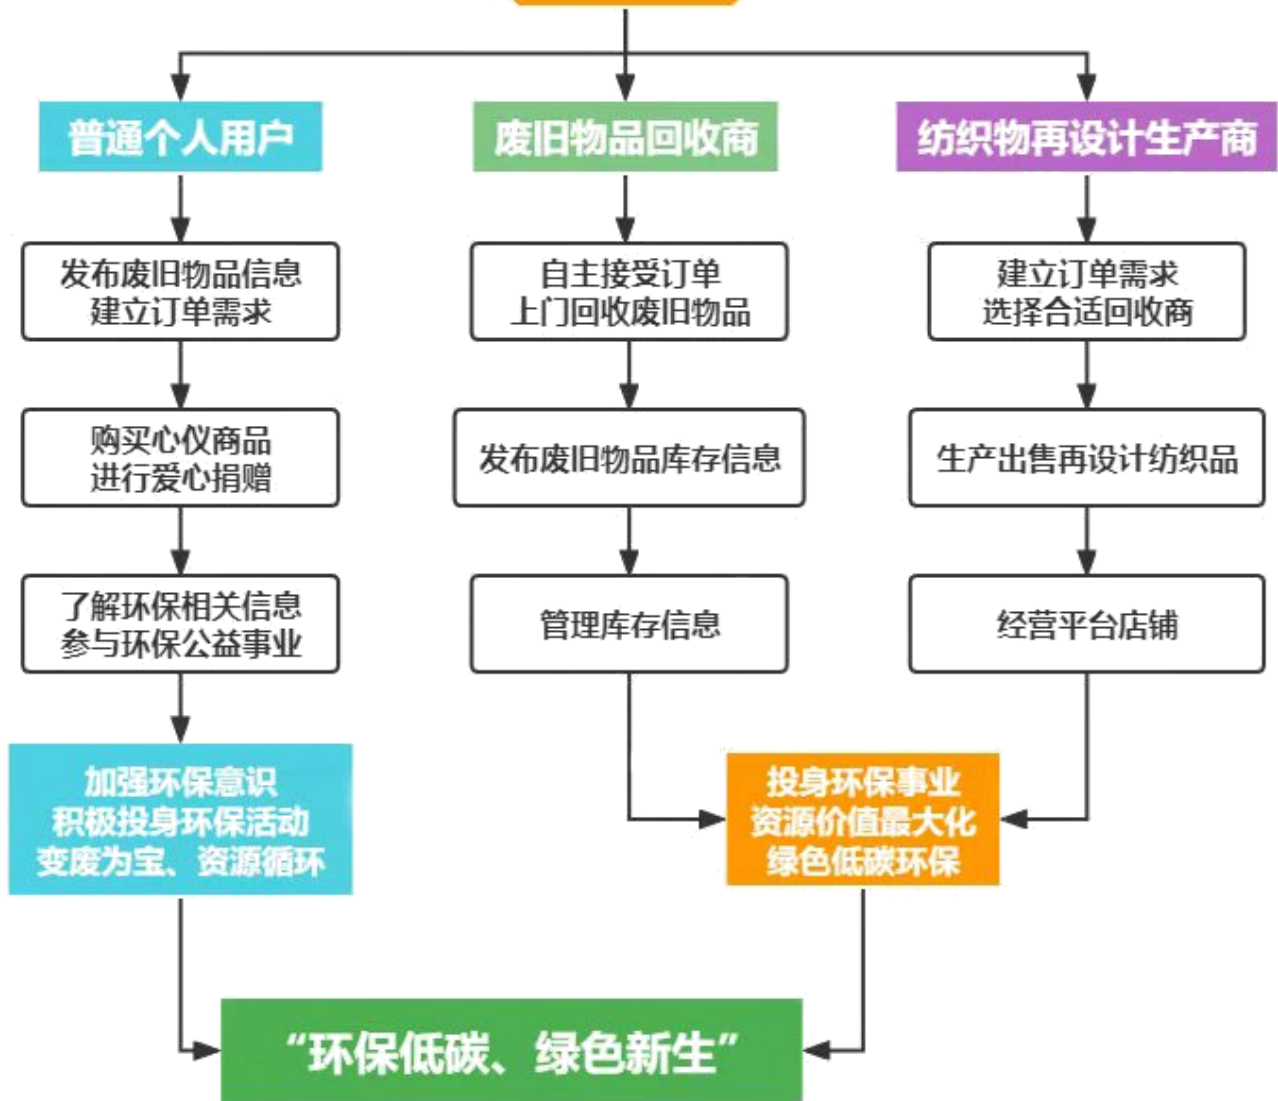 普通个人用户
废旧物品回收商
纺织物再设计生产商
发布废旧物品信息
建立订单需求
自主接受订单
上门回收废旧物品
建立订单需求
选择合适回收商
购买心仪商品
进行爱心捐赠
发布废旧物品库存信息
生产出售再设计纺织品
了解环保相关信息
参与环保公益事业
管理库存信息
经营平台店铺
加强环保意识
积极投身环保活动
变废为宝、资源循环
投身环保事业
资源价值最大化
绿色低碳环保
“环保低碳、绿色新生”